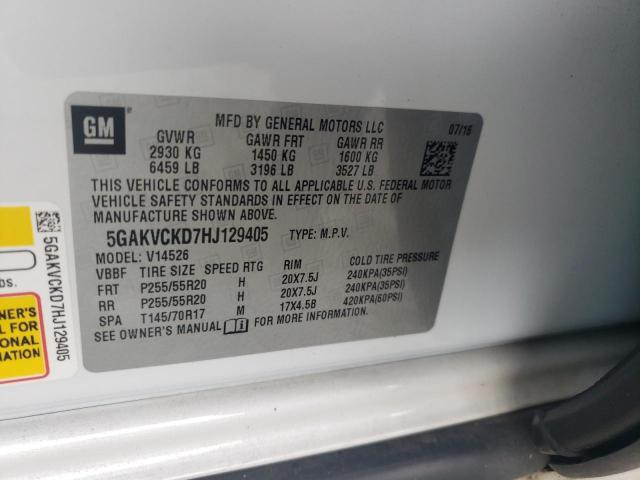 GM
MFD BY GENERAL MOTORS LLC
07/16
GVWR GAWR FRT GAWR RR
2930 KG 1450 KG 1600 KG
6459 LB 3196 LB 3527 LB
THIS VEHICLE CONFORMS TO ALL APPLICABLE U.S. FEDERAL MOTOR
VEHICLE SAFETY STANDARDS IN EFFECT ON THE DATE OF
MANUFACTURE SHOWN ABOVE.
5GAKVCKD7HJ129405 TYPE: M.P.V.
MODEL: V14526
VBBF TIRE SIZE SPEED RTG RIM COLD TIRE PRESSURE
FRT P255/55R20 H 20X7.5J 240KPA(35PSI)
RR P255/55R20 H 20X7.5J 240KPA(35PSI)
SPA T145/70R17 M 17X4.5B 420KPA(60PSI)
SEE OWNER'S MANUAL FOR MORE INFORMATION.
5GAKVCKD7HJ129405
bs.
NER'S
L FOR
ONAL
MATION